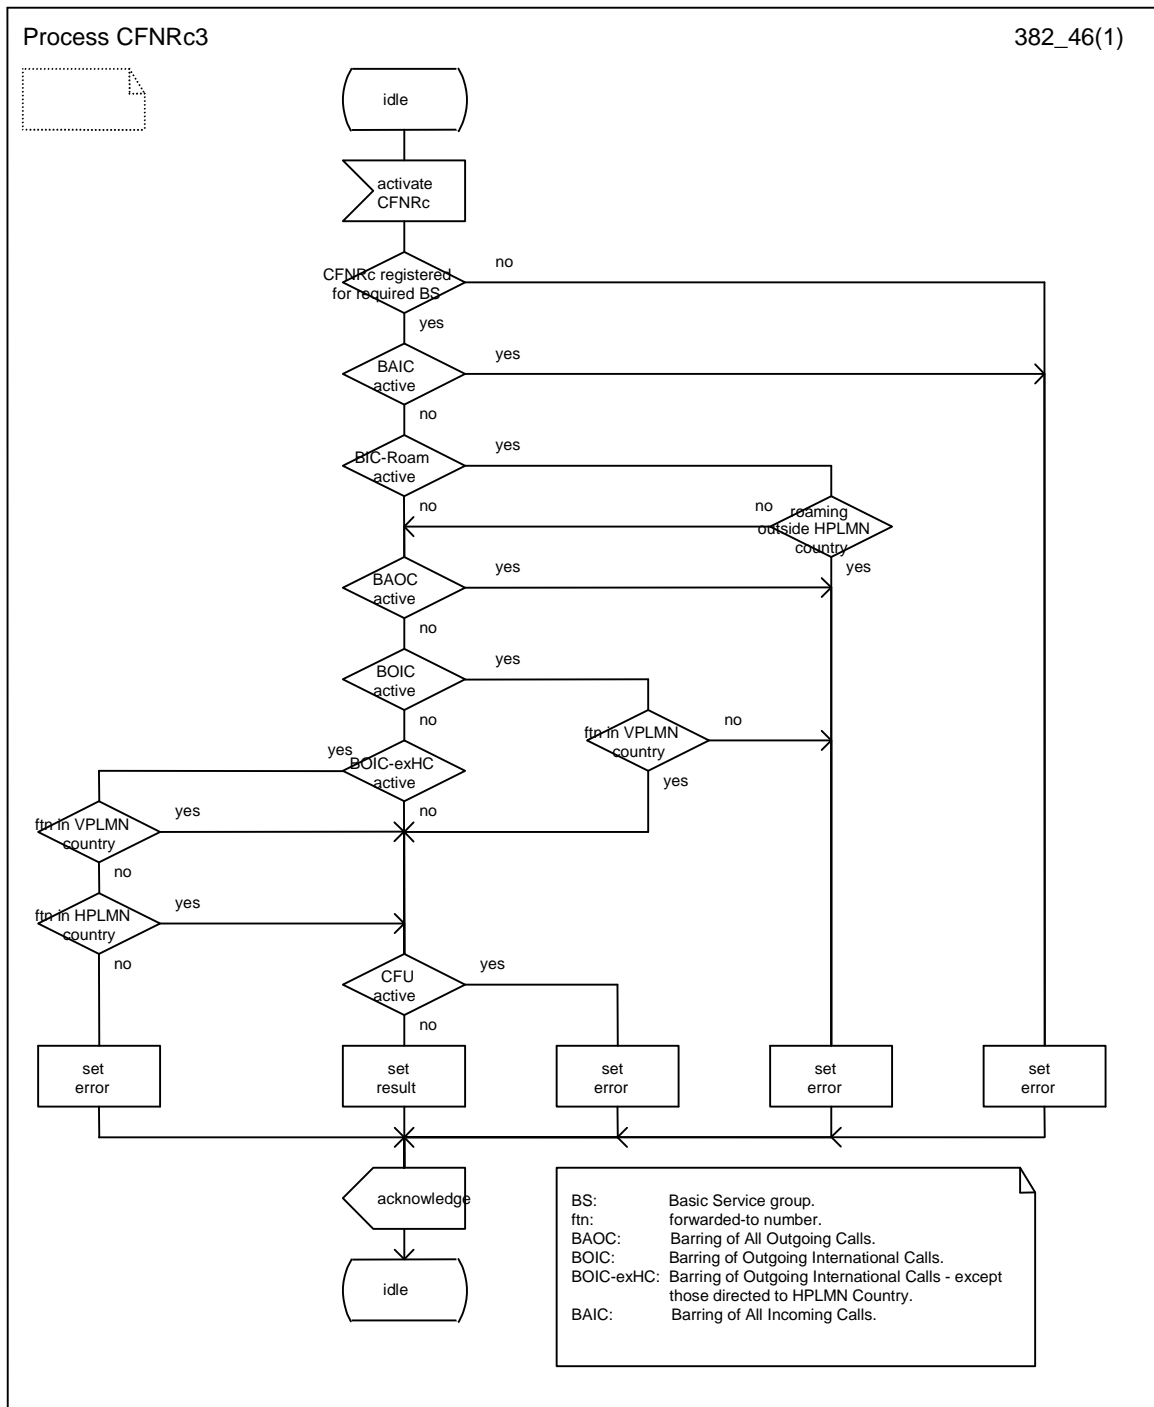 Process CFNRc3
382_46(1)
idle
activate
CFNRc
CFNRc registered
for required BS
no
yes
BAIC
active
yes
no
BIC-Roam
active
yes
no
no
roaming
outside HPLMN
country
yes
BAOC
active
yes
no
BOIC
active
yes
no
ftn in VPLMN
country
no
yes
yes
BOIC-exHC
active
no
ftn in VPLMN
country
yes
no
ftn in HPLMN
country
yes
no
CFU
active
yes
no
set
error
set
result
set
error
set
error
set
error
acknowledge
idle
BS: Basic Service group.
ftn: forwarded-to number.
BAOC: Barring of All Outgoing Calls.
BOIC: Barring of Outgoing International Calls.
BOIC-exHC: Barring of Outgoing International Calls - except
those directed to HPLMN Country.
BAIC: Barring of All Incoming Calls.